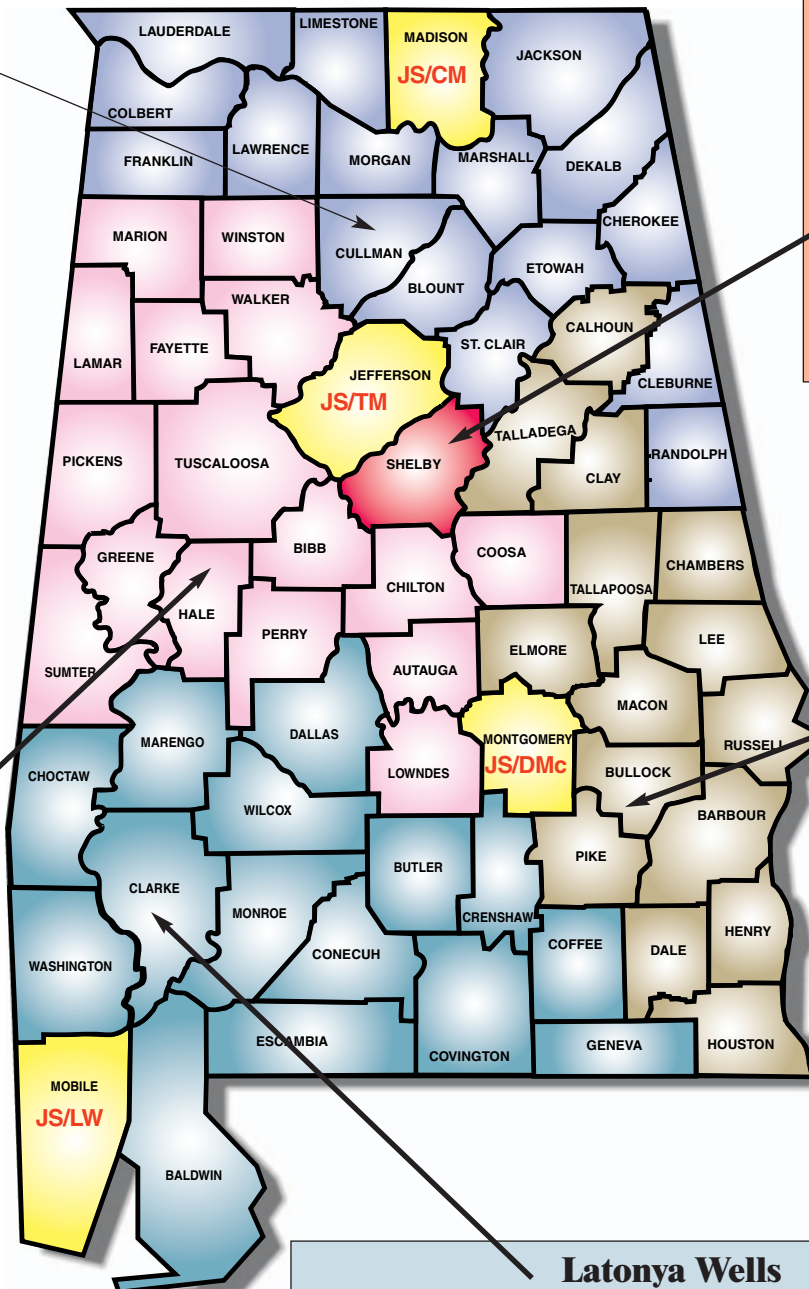 LAUDERDALE
LIMESTONE
MADISON
JS/CM
JACKSON
COLBERT
FRANKLIN
LAWRENCE
MORGAN
MARSHALL
DEKALB
CHEROKEE
MARION
WINSTON
CULLMAN
BLOUNT
ETOWAH
WALKER
LAMAR
FAYETTE
ST. CLAIR
CALHOUN
CLEBURNE
JEFFERSON
JS/TM
PICKENS
TUSCALOOSA
SHELBY
TALLADEGA
CLAY
RANDOLPH
GREENE
BIBB
COOSA
CHILTON
TALLAPOOSA
CHAMBERS
HALE
PERRY
SUMTER
AUTAUGA
ELMORE
LEE
MACON
RUSSELL
MARENGO
DALLAS
MONTGOMERY
JS/DMc
CHOCTAW
LOWNDES
BULLOCK
WILCOX
BARBOUR
BUTLER
PIKE
CLARKE
MONROE
CRENSHAW
COFFEE
DALE
HENRY
CONECUH
WASHINGTON
ESCAMBIA
COVINGTON
GENEVA
HOUSTON
MOBILE
JS/LW
BALDWIN
Latonya Wells